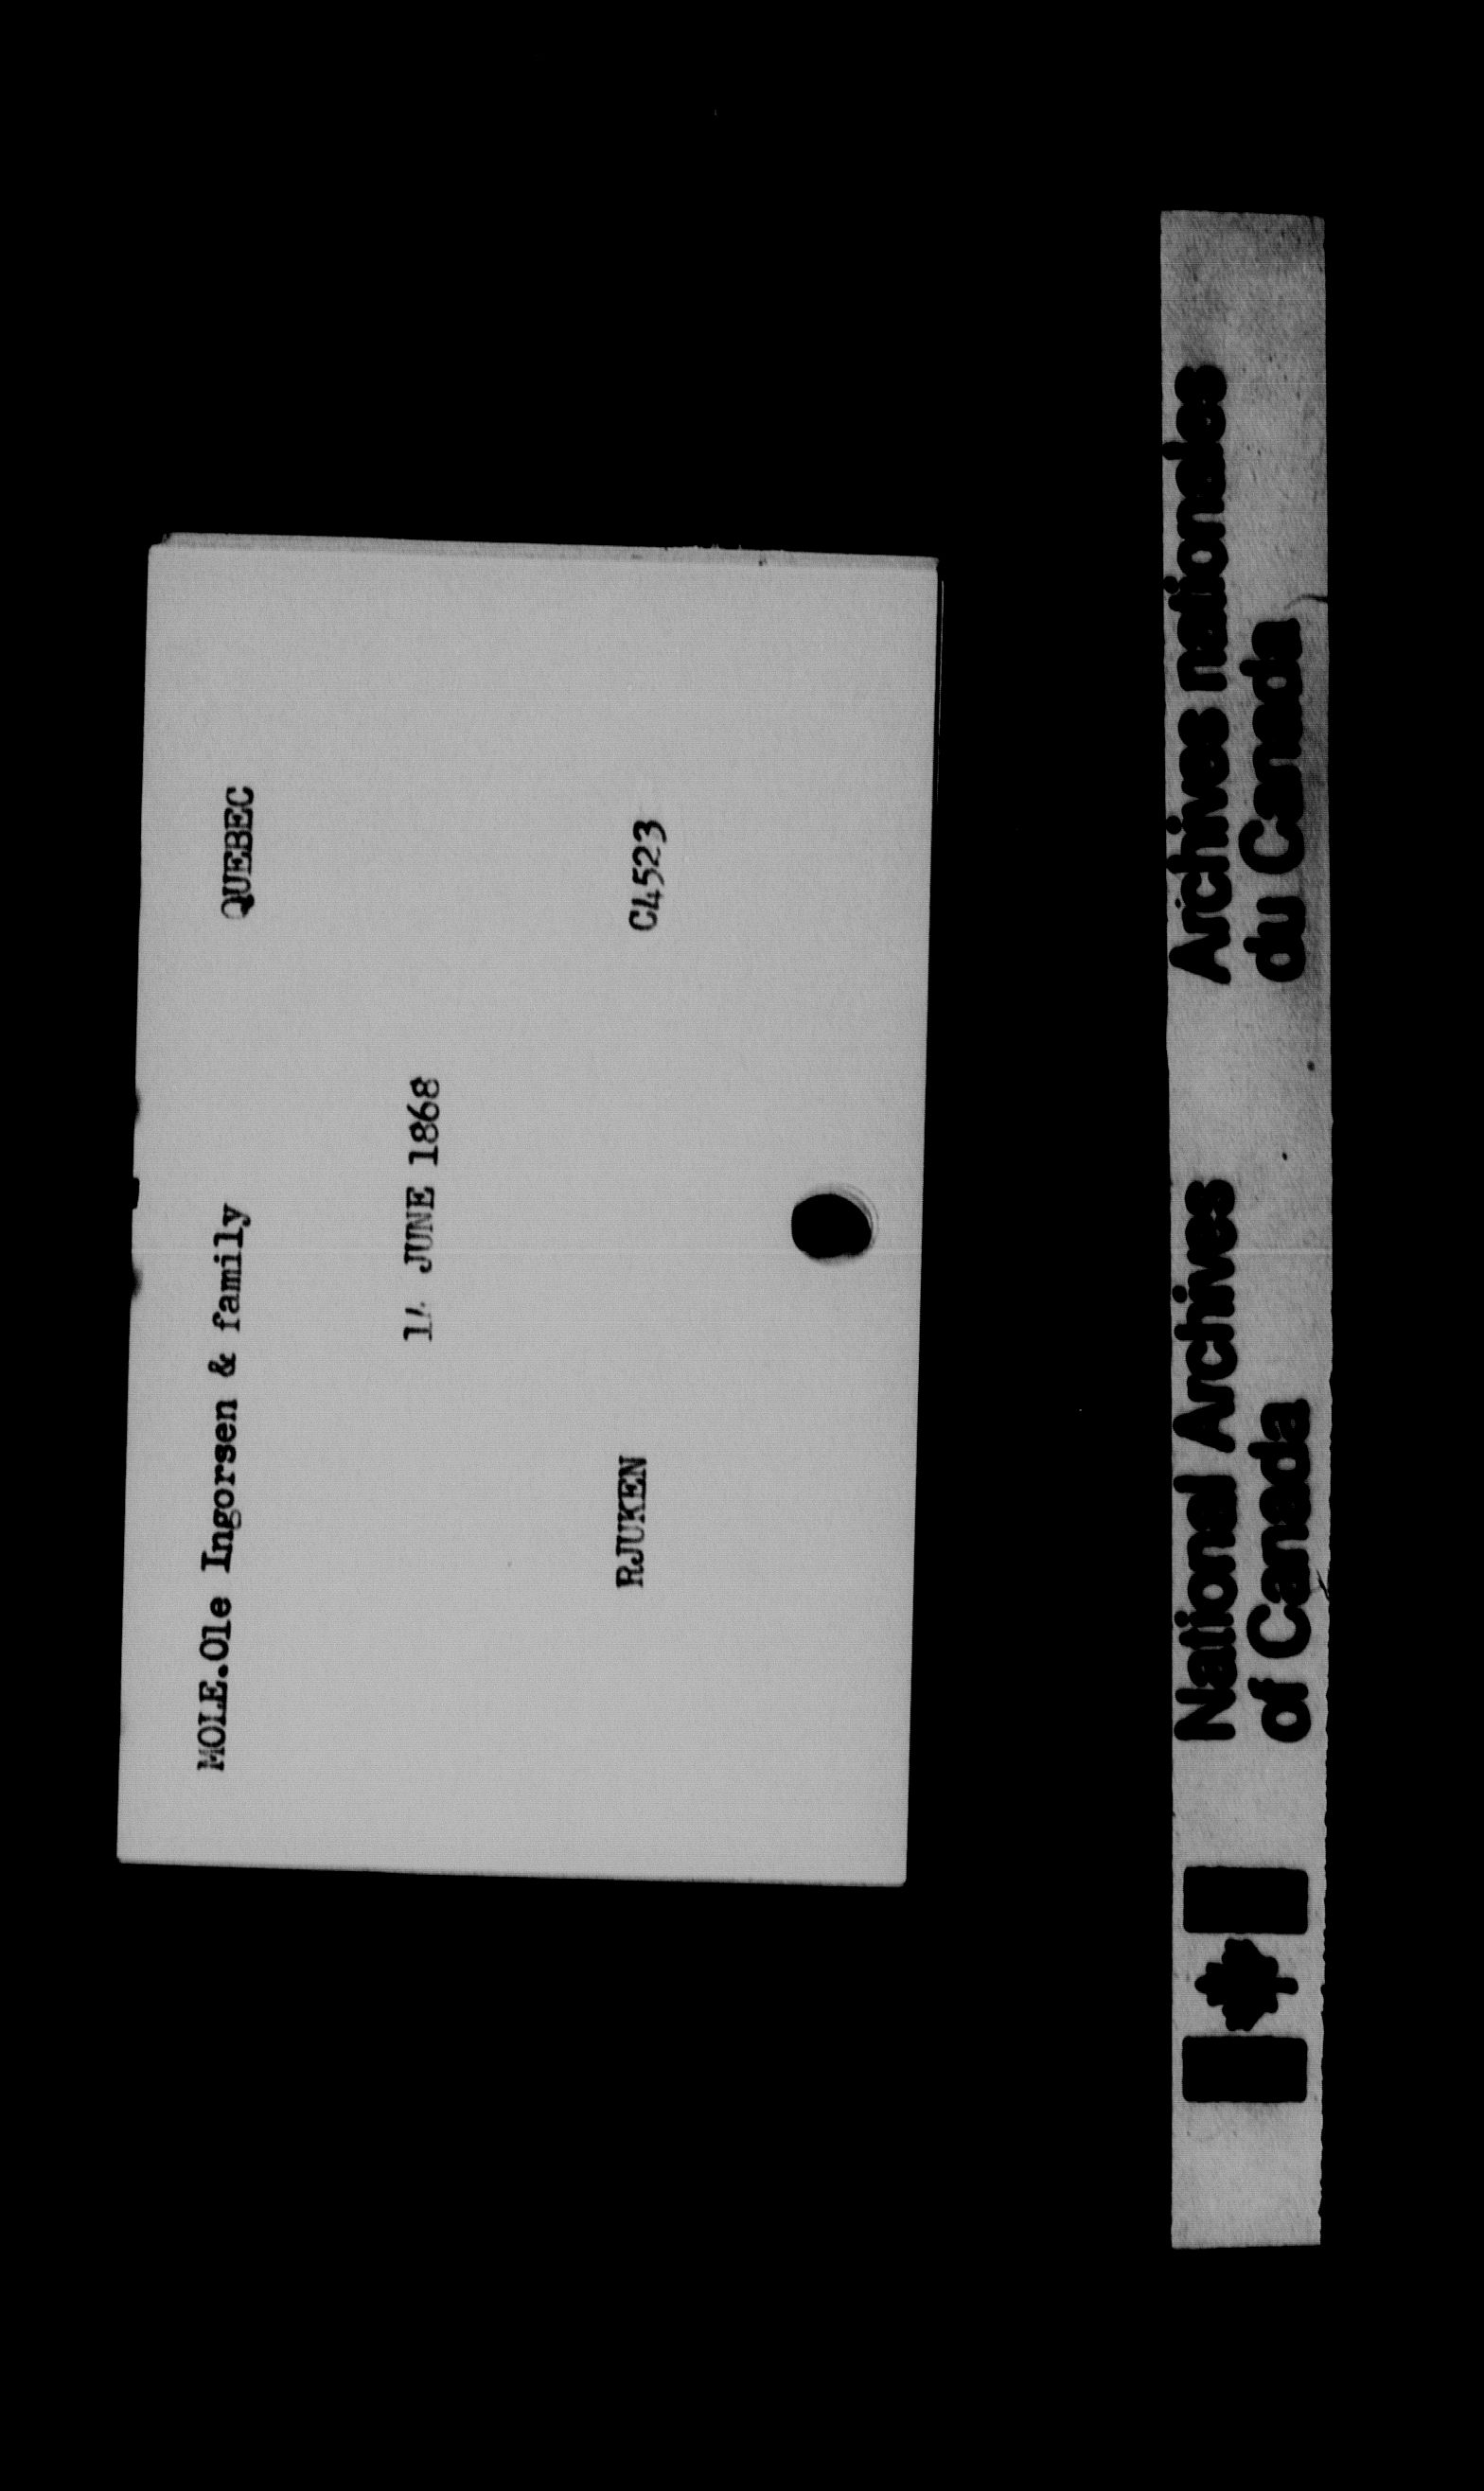 MOLE.Ole Ingorsen & family QUEBEC
JUNE 1868
RJUKEN C4523
National Archives
of Canada
Archives nationales
du Canada